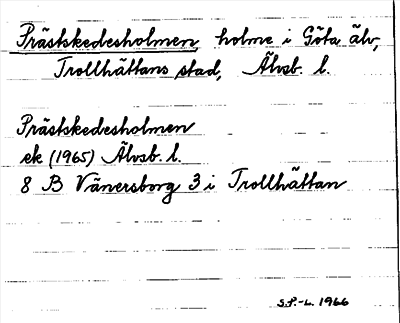 Prästskedesholmen, holme i Göta älv,
Trollhättans stad, Älvsb. l.
Prästskedesholmen
ek (1965) Älvsb. l.
8 B Vänersborg 3 i Trollhättan
S.P.-L. 1966